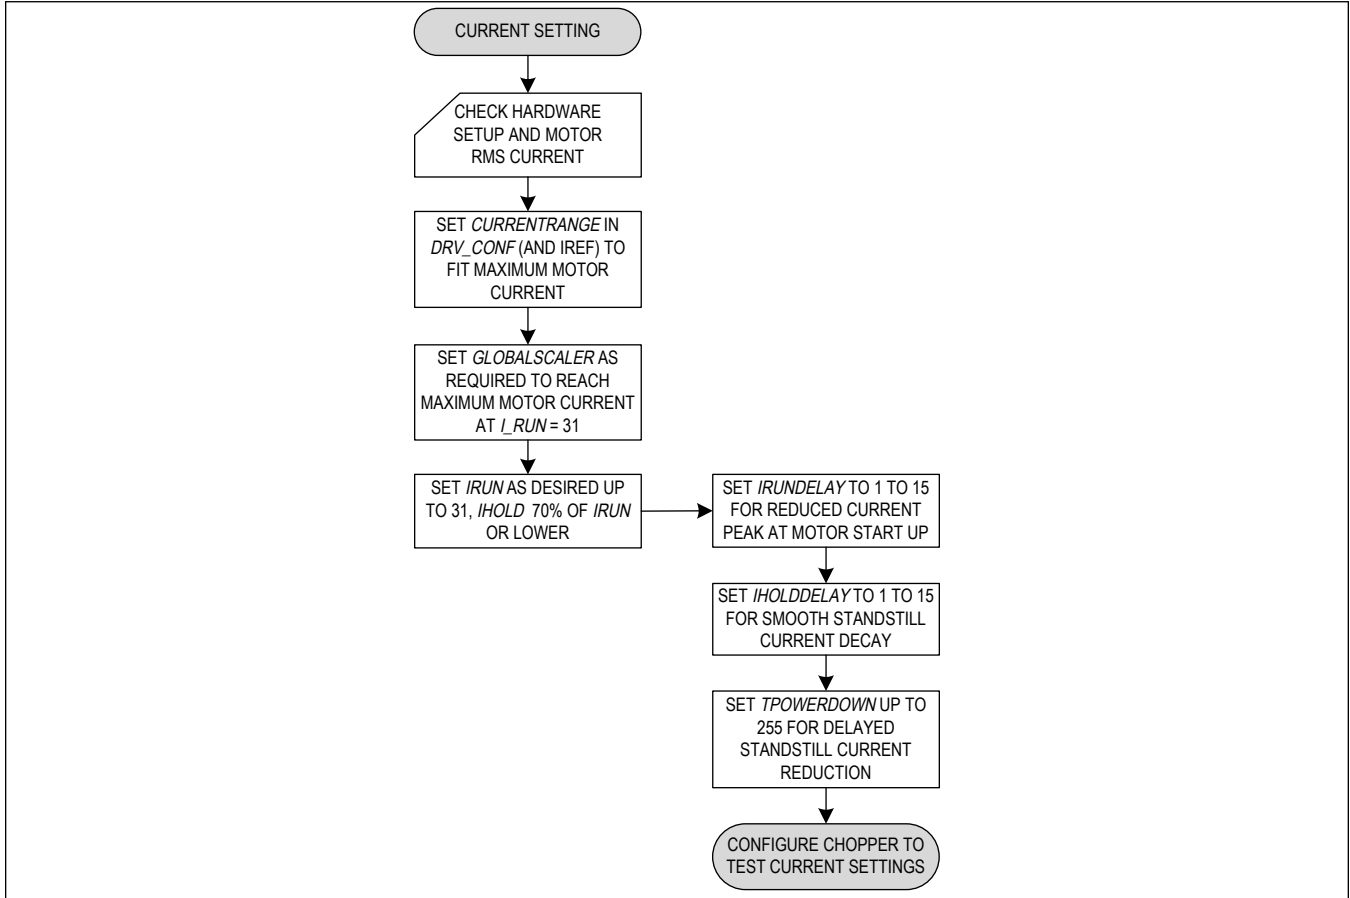 CURRENT SETTING
CHECK HARDWARE
SETUP AND MOTOR
RMS CURRENT
SET CURRENTRANGE IN
DRV_CONF (AND IREF) TO
FIT MAXIMUM MOTOR
CURRENT
SET GLOBALSCALER AS
REQUIRED TO REACH
MAXIMUM MOTOR CURRENT
AT I_RUN = 31
SET IRUN AS DESIRED UP
TO 31, IHOLD 70% OF IRUN
OR LOWER
SET IRUNDELAY TO 1 TO 15
FOR REDUCED CURRENT
PEAK AT MOTOR START UP
SET IHOLDDELAY TO 1 TO 15
FOR SMOOTH STANDSTILL
CURRENT DECAY
SET TPOWERDOWN UP TO
255 FOR DELAYED
STANDSTILL CURRENT
REDUCTION
CONFIGURE CHOPPER TO
TEST CURRENT SETTINGS